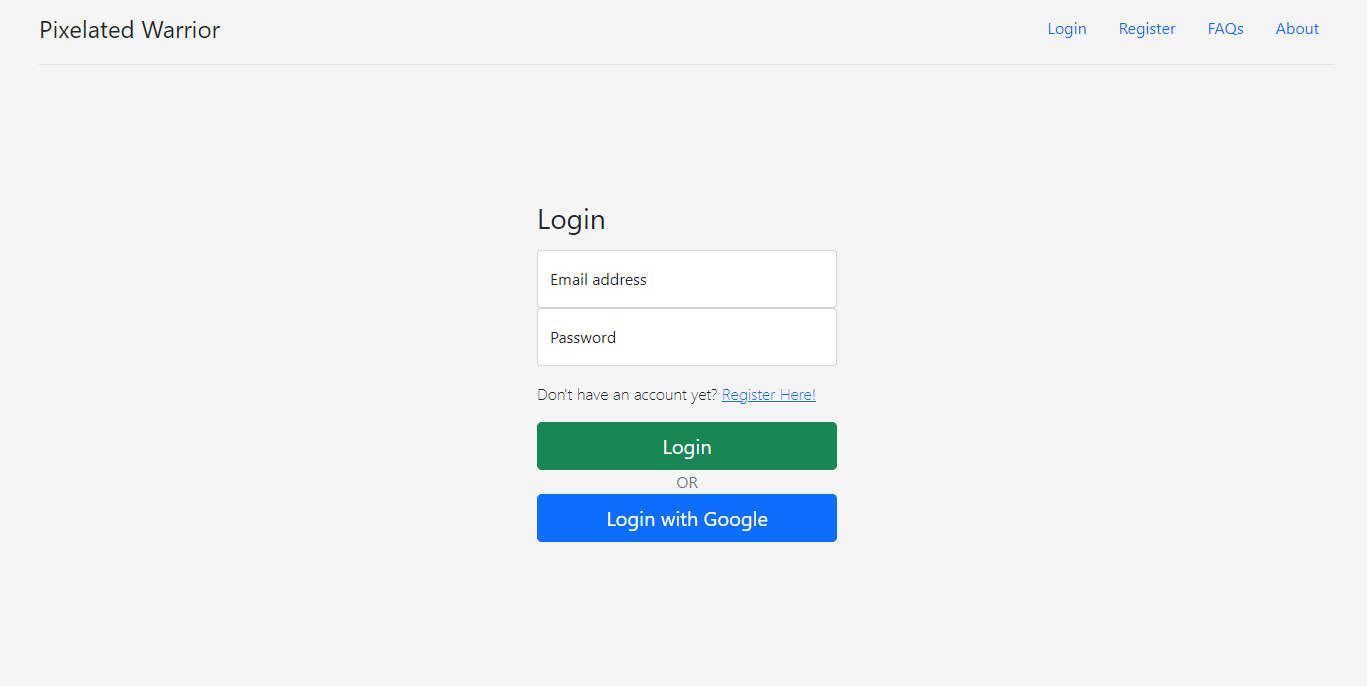 Pixelated Warrior
Login Register FAQs About
Login
Email address
Password
Don't have an account yet? Register Here!
Login
OR
Login with Google